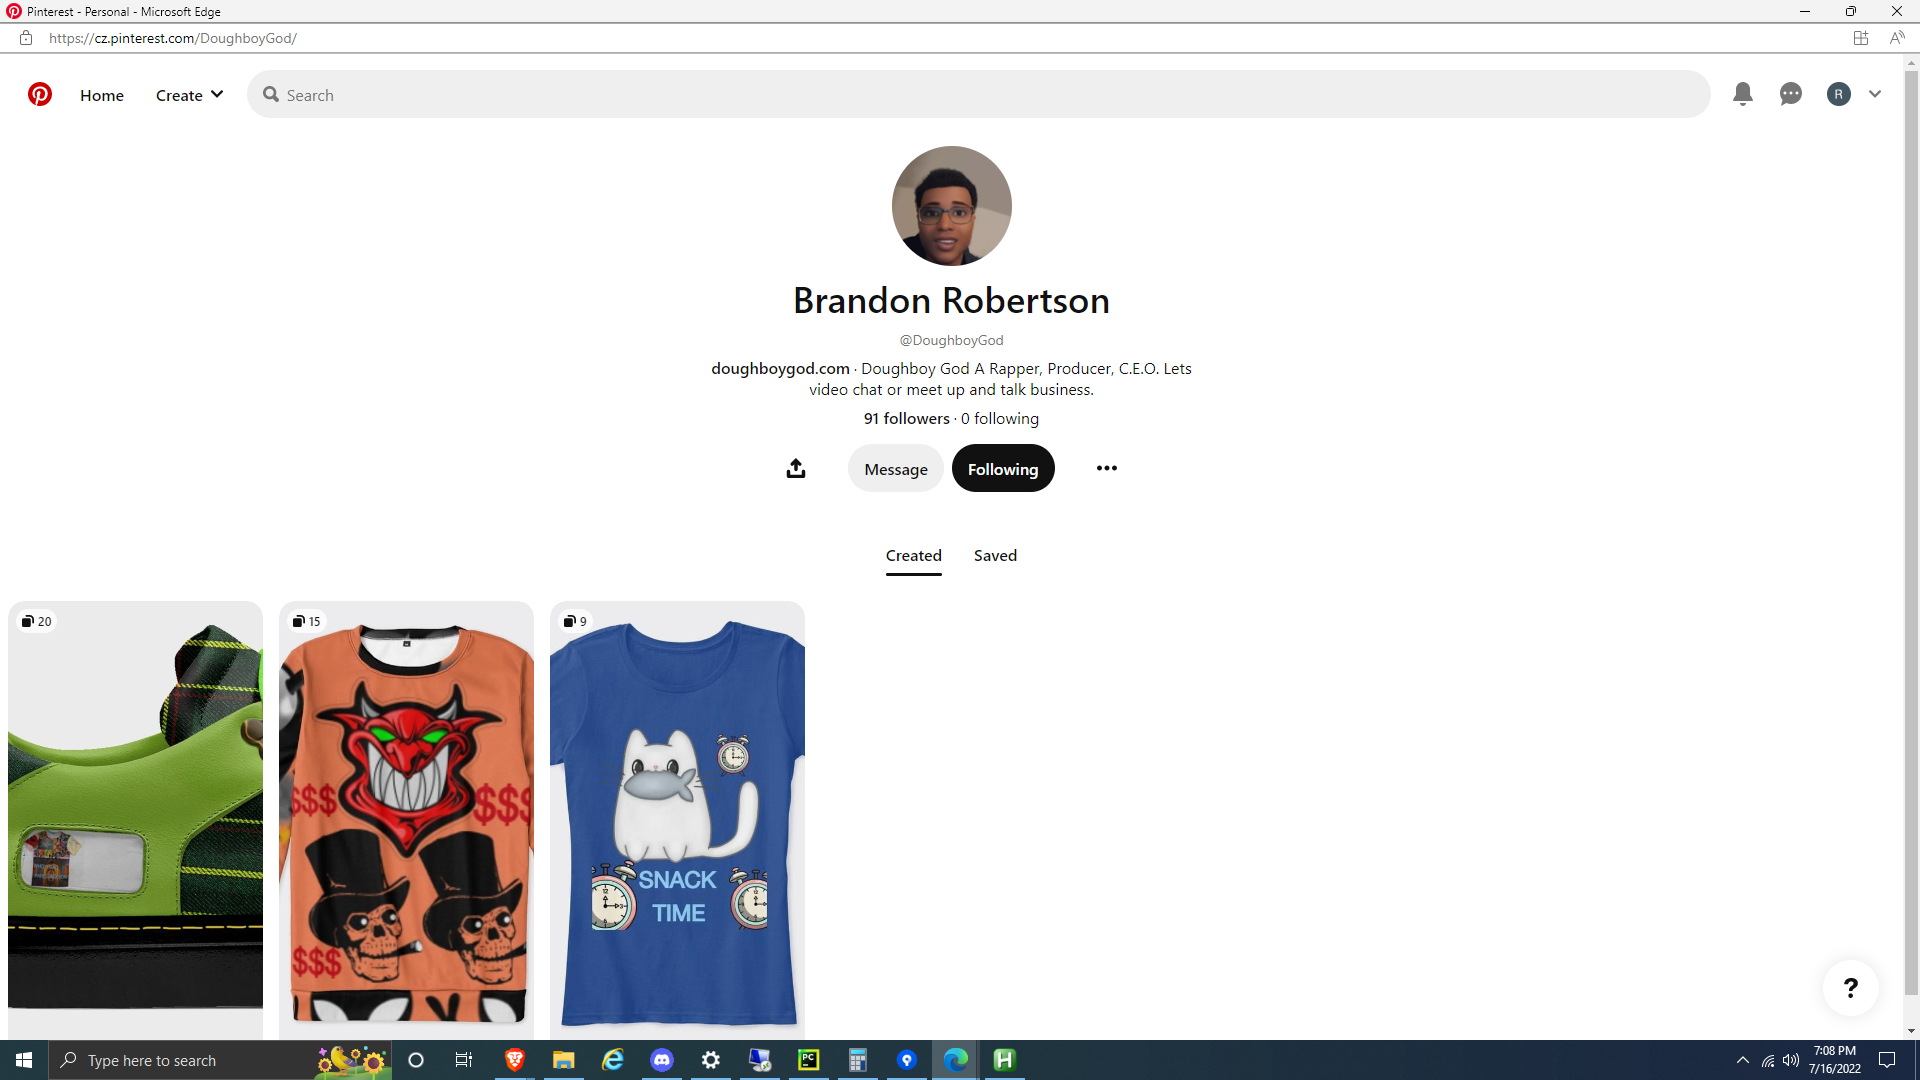 Pinterest - Personal - Microsoft Edge
https://cz.pinterest.com/DoughboyGod/
Home
Create
Search
R
Brandon Robertson
@DoughboyGod
doughboygod.com · Doughboy God A Rapper, Producer, C.E.O. Lets
video chat or meet up and talk business.
91 followers · 0 following
Message
Following
Created
Saved
20
15
9
$$$
$$$
$$$
SNACK
TIME
?
Type here to search
7:08 PM
7/16/2022